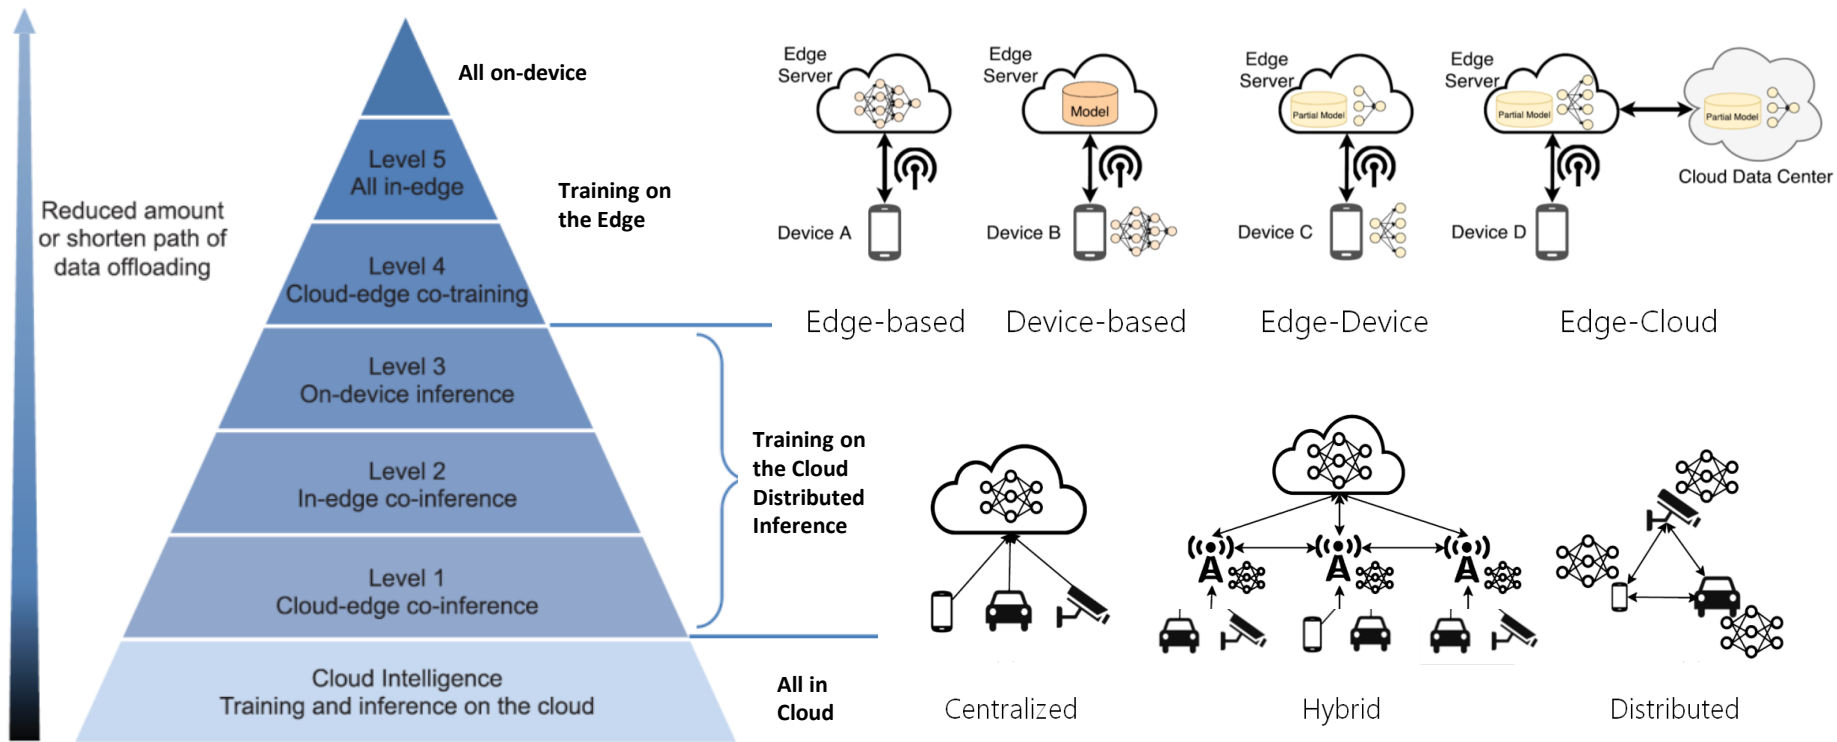 All on-device
Level 5
All in-edge
Training on
the Edge
Reduced amount
or shorten path of
data offloading
Level 4
Cloud-edge co-training
Level 3
On-device inference
Level 2
In-edge co-inference
Level 1
Cloud-edge co-inference
Training on
the Cloud
Distributed
Inference
Cloud Intelligence
Training and inference on the cloud
All in
Cloud
Edge
Server
Device A
Edge-based
Edge
Server
Model
Device B
Device-based
Edge
Server
Partial Model
Device C
Edge-Device
Edge
Server
Partial Model
Device D
Partial Model
Cloud Data Center
Edge-Cloud
Centralized
Hybrid
Distributed